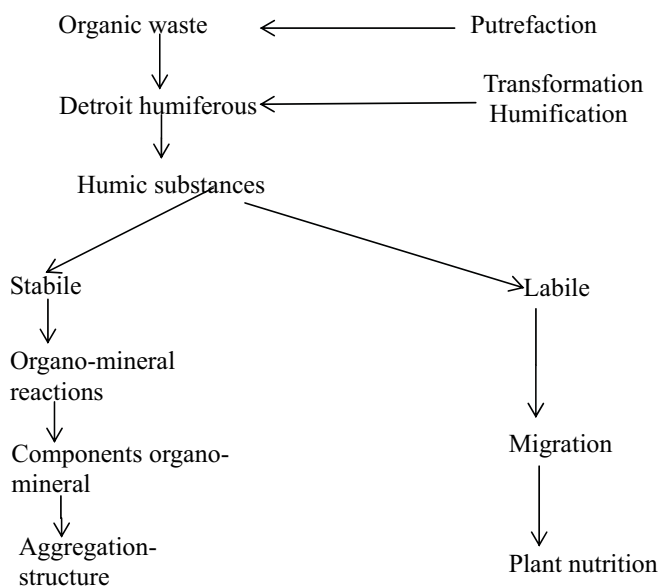 Organic waste
Putrefaction
Detroit humiferous
Transformation
Humification
Humic substances
Stabile
Labile
Organo-mineral
reactions
Components organo-
mineral
Migration
Aggregation-
structure
Plant nutrition